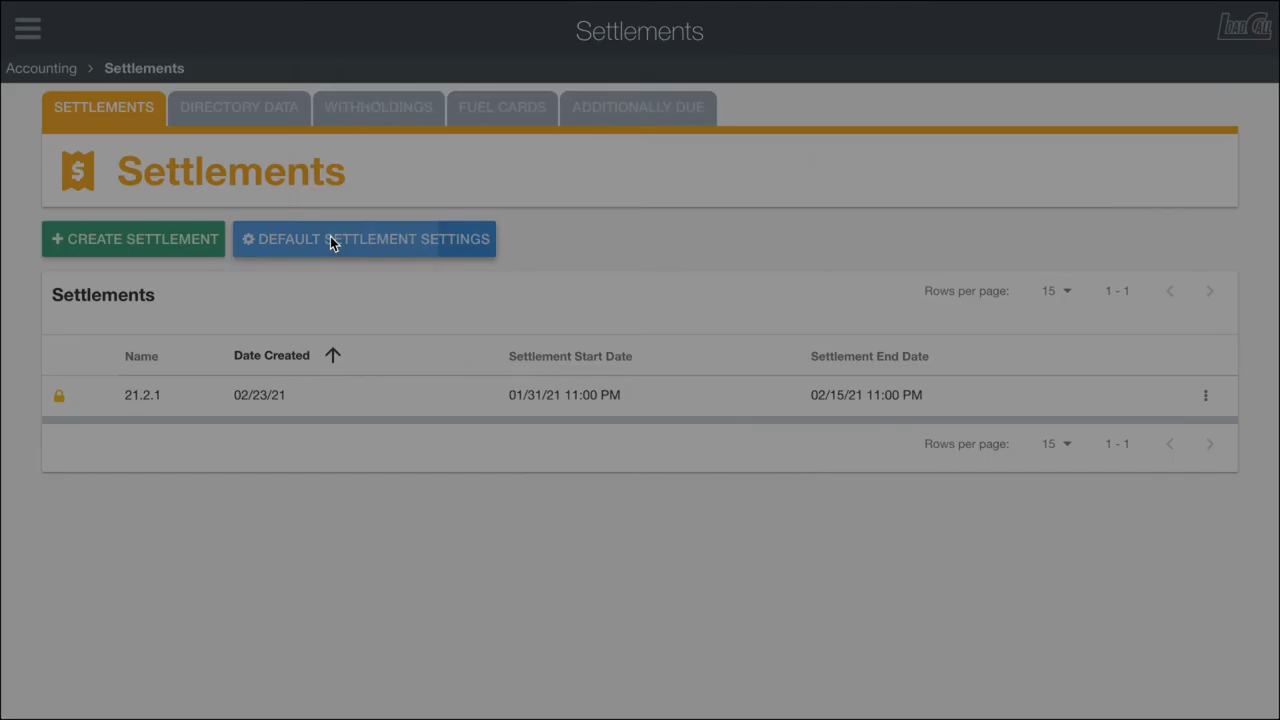 Settlements
LOAD CALL
Accounting > Settlements
SETTLEMENTS DIRECTORY DATA WITHHOLDINGS FUEL CARDS ADDITIONALLY DUE
$ Settlements
+ CREATE SETTLEMENT DEFAULT SETTLEMENT SETTINGS
Settlements Rows per page: 15 1 - 1
Name Date Created Settlement Start Date Settlement End Date
21.2.1 02/23/21 01/31/21 11:00 PM 02/15/21 11:00 PM
Rows per page: 15 1 - 1